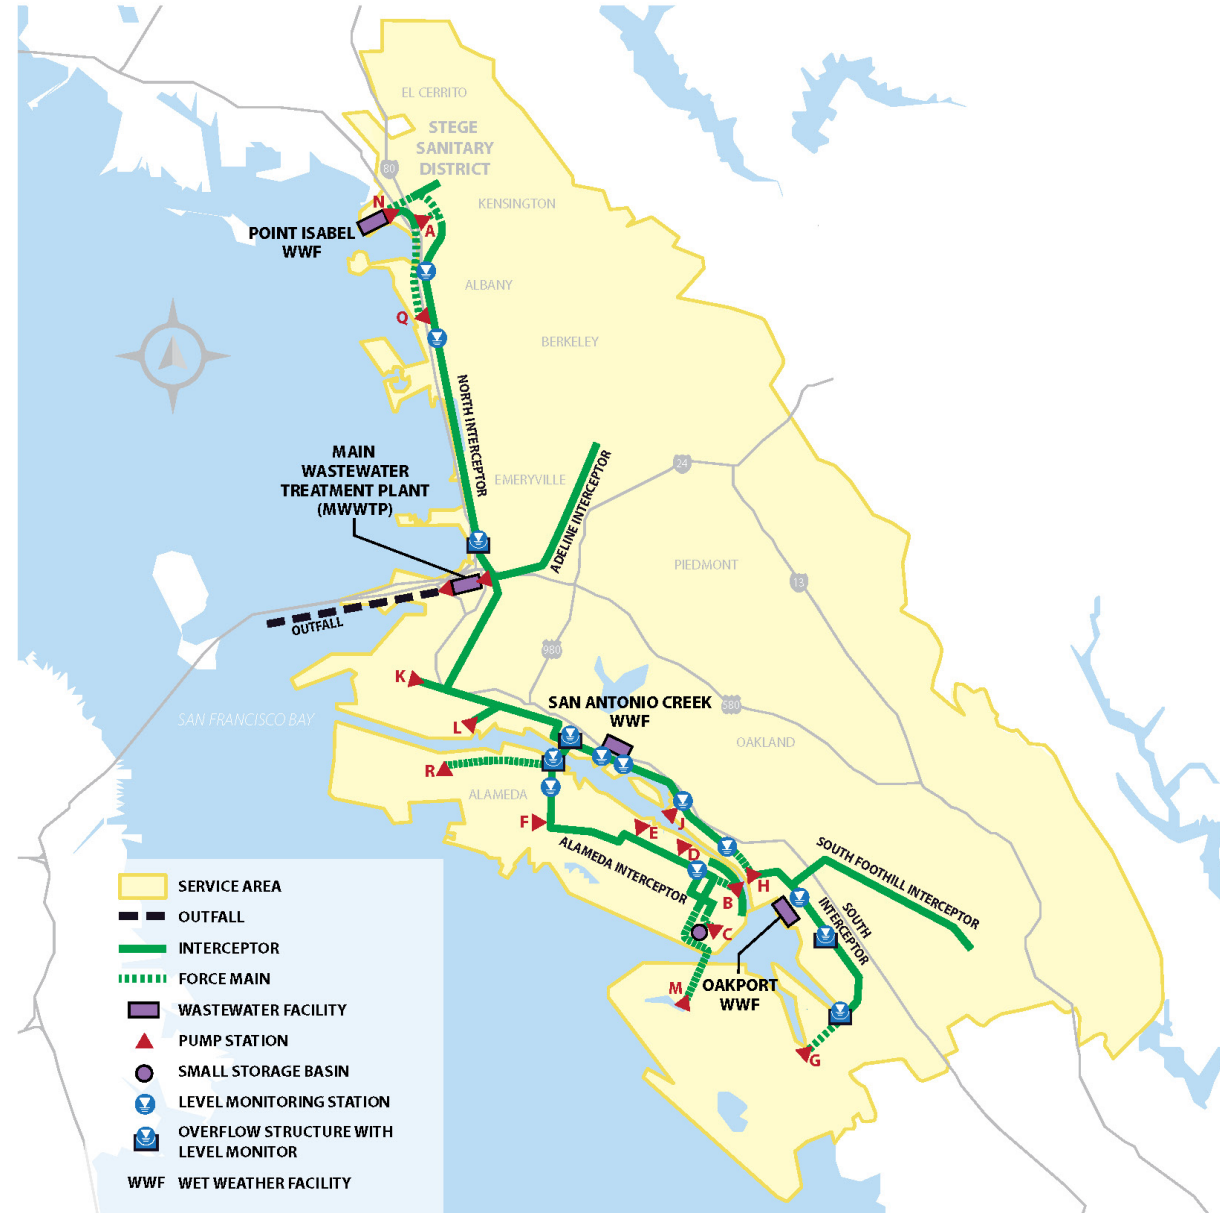 EL CERRITO
STEGE
SANITARY
DISTRICT
80
N
KENSINGTON
A
POINT ISABEL
WWF
ALBANY
Q
BERKELEY
NORTH INTERCEPTOR
MAIN
WASTEWATER
TREATMENT PLANT
(MWWTP)
24
EMERYVILLE
ADELINE INTERCEPTOR
PIEDMONT
13
OUTFALL
980
K
SAN ANTONIO CREEK
WWF
580
SAN FRANCISCO BAY
L
OAKLAND
R
ALAMEDA
F
E
J
D
ALAMEDA INTERCEPTOR
SOUTH FOOTHILL INTERCEPTOR
H
B
SOUTH
INTERCEPTOR
C
M
OAKPORT
WWF
G
SERVICE AREA
OUTFALL
INTERCEPTOR
FORCE MAIN
WASTEWATER FACILITY
PUMP STATION
SMALL STORAGE BASIN
LEVEL MONITORING STATION
OVERFLOW STRUCTURE WITH
LEVEL MONITOR
WWF WET WEATHER FACILITY